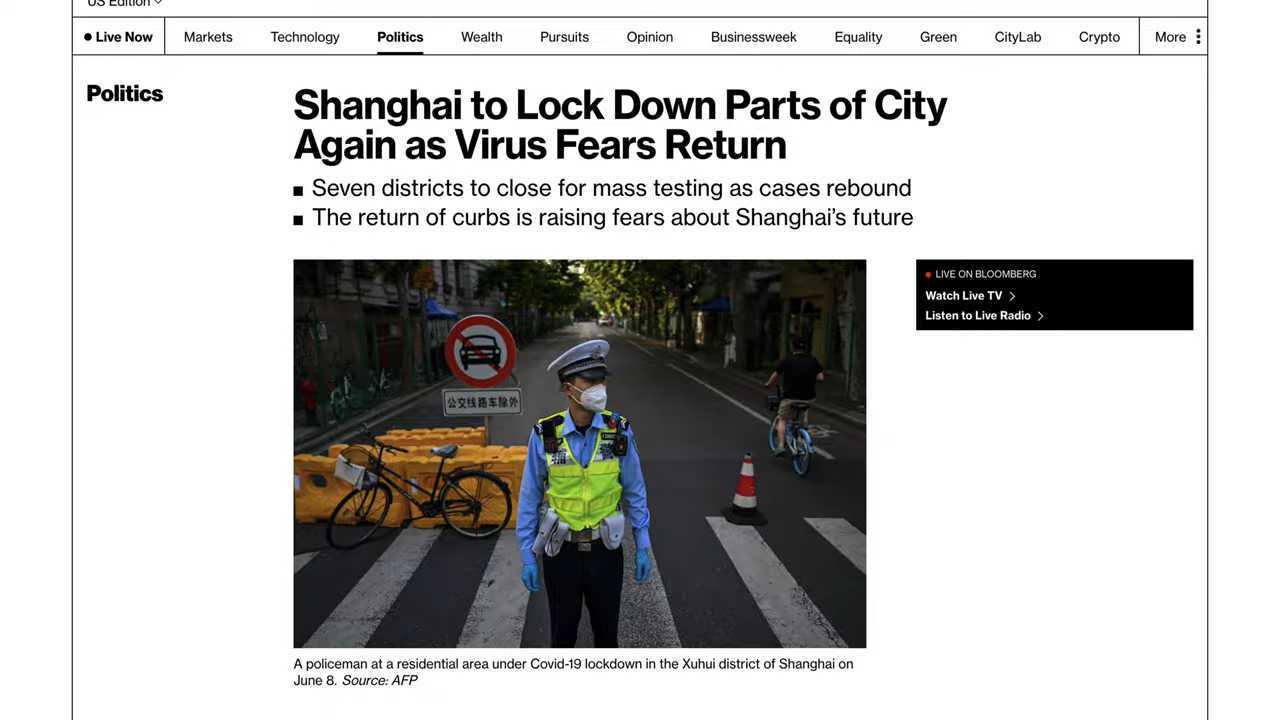 US Edition
Live Now Markets Technology Politics Wealth Pursuits Opinion Businessweek Equality Green CityLab Crypto More
Politics
Shanghai to Lock Down Parts of City
Again as Virus Fears Return
Seven districts to close for mass testing as cases rebound
The return of curbs is raising fears about Shanghai’s future
LIVE ON BLOOMBERG
Watch Live TV
Listen to Live Radio
公交线路车除外
A policeman at a residential area under Covid-19 lockdown in the Xuhui district of Shanghai on
June 8. Source: AFP